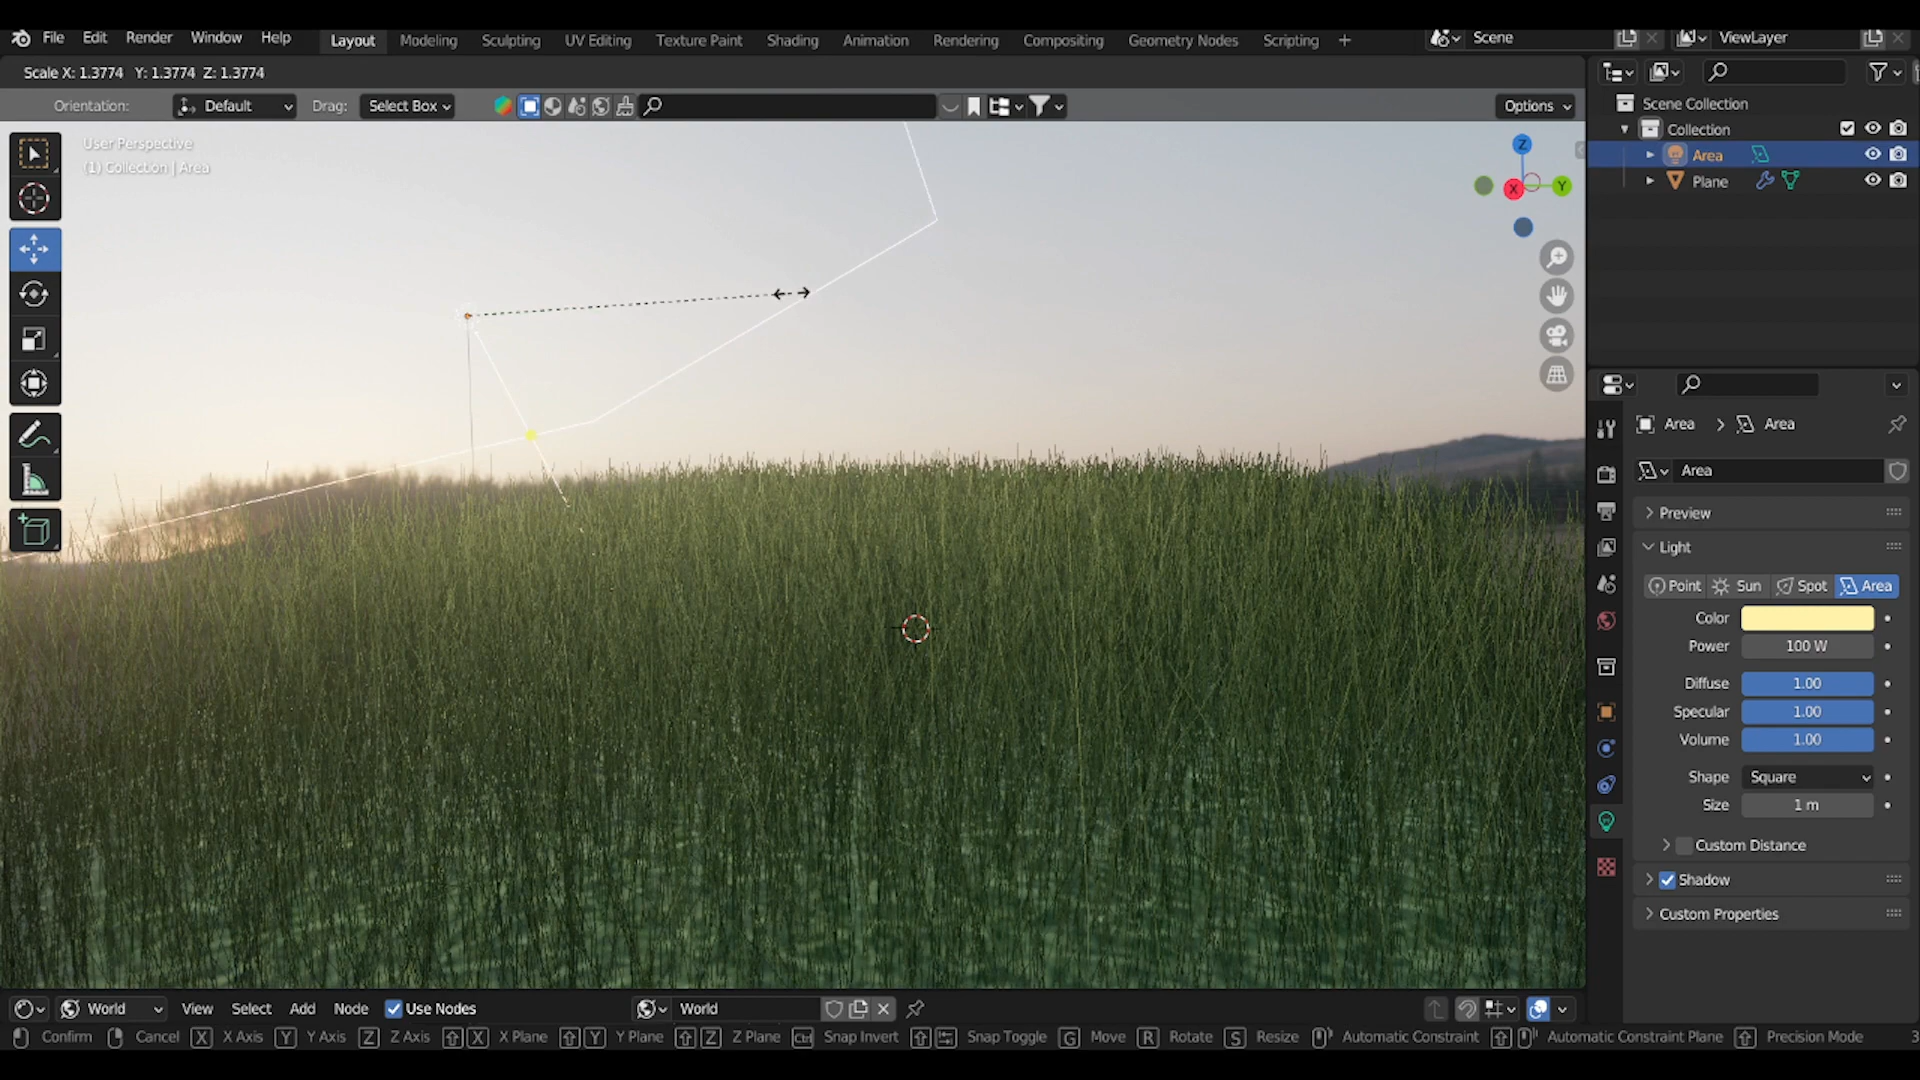 File Edit Render Window Help Layout Modeling Sculpting UV Editing Texture Paint Shading Animation Rendering Compositing Geometry Nodes Scripting + Scene ViewLayer
Scale X: 1.3774 Y: 1.3774 Z: 1.3774
Orientation: Default Drag: Select Box Options
Scene Collection
Collection
Area
Plane
User Perspective
(1) Collection | Area
Z
X
Y
Area > Area
Area
Preview
Light
Point Sun Spot Area
Color
Power 100 W
Diffuse 1.00
Specular 1.00
Volume 1.00
Shape Square
Size 1 m
Custom Distance
Shadow
Custom Properties
World View Select Add Node Use Nodes World
Confirm Cancel X X Axis Y Y Axis Z Z Axis X X Plane Y Y Plane Z Z Plane Ctrl Snap Invert Snap Toggle G Move R Rotate S Resize Automatic Constraint Automatic Constraint Plane Precision Mode 3